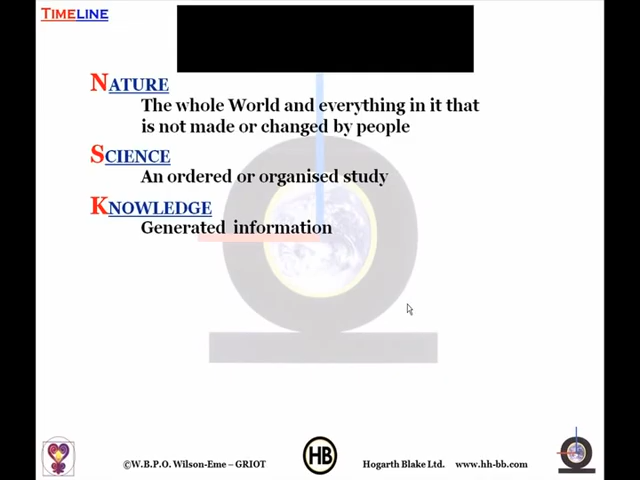 TIMELINE
NATURE
The whole World and everything in it that
is not made or changed by people
SCIENCE
An ordered or organised study
KNOWLEDGE
Generated information
©W.B.P.O. Wilson-Eme – GRIOT
HB
Hogarth Blake Ltd. www.hh-bb.com